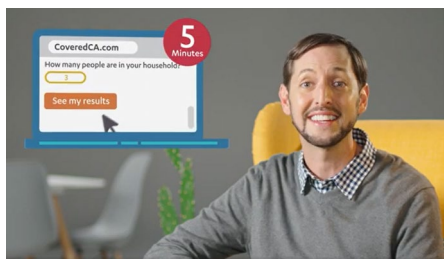 CoveredCA.com
5
Minutes
How many people are in your household?
3
See my results